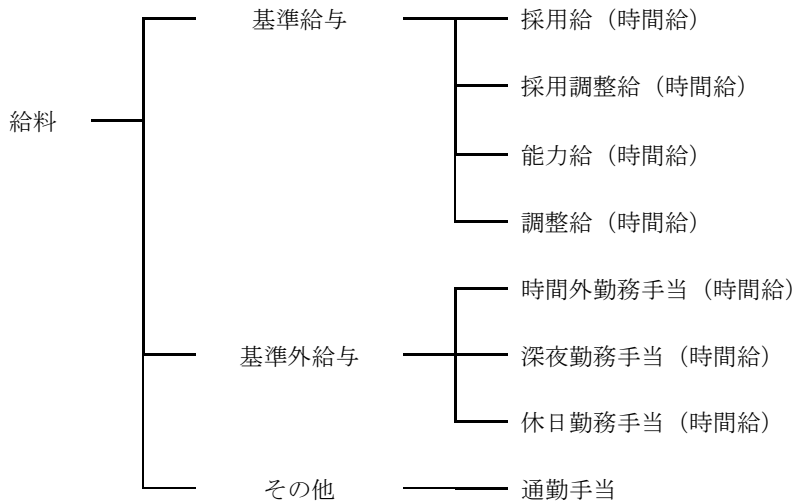 基準給与
採用給（時間給）
採用調整給（時間給）
給料
能力給（時間給）
調整給（時間給）
時間外勤務手当（時間給）
基準外給与
深夜勤務手当（時間給）
休日勤務手当（時間給）
その他
通勤手当